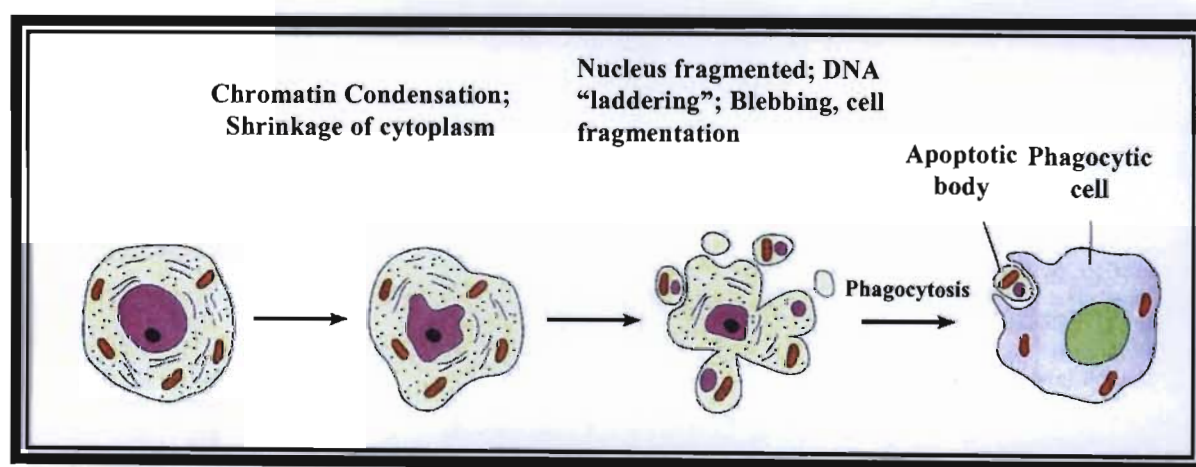 Chromatin Condensation;
Shrinkage of cytoplasm
Nucleus fragmented; DNA
“laddering”; Blebbing, cell
fragmentation
Apoptotic Phagocytic
body cell
Phagocytosis